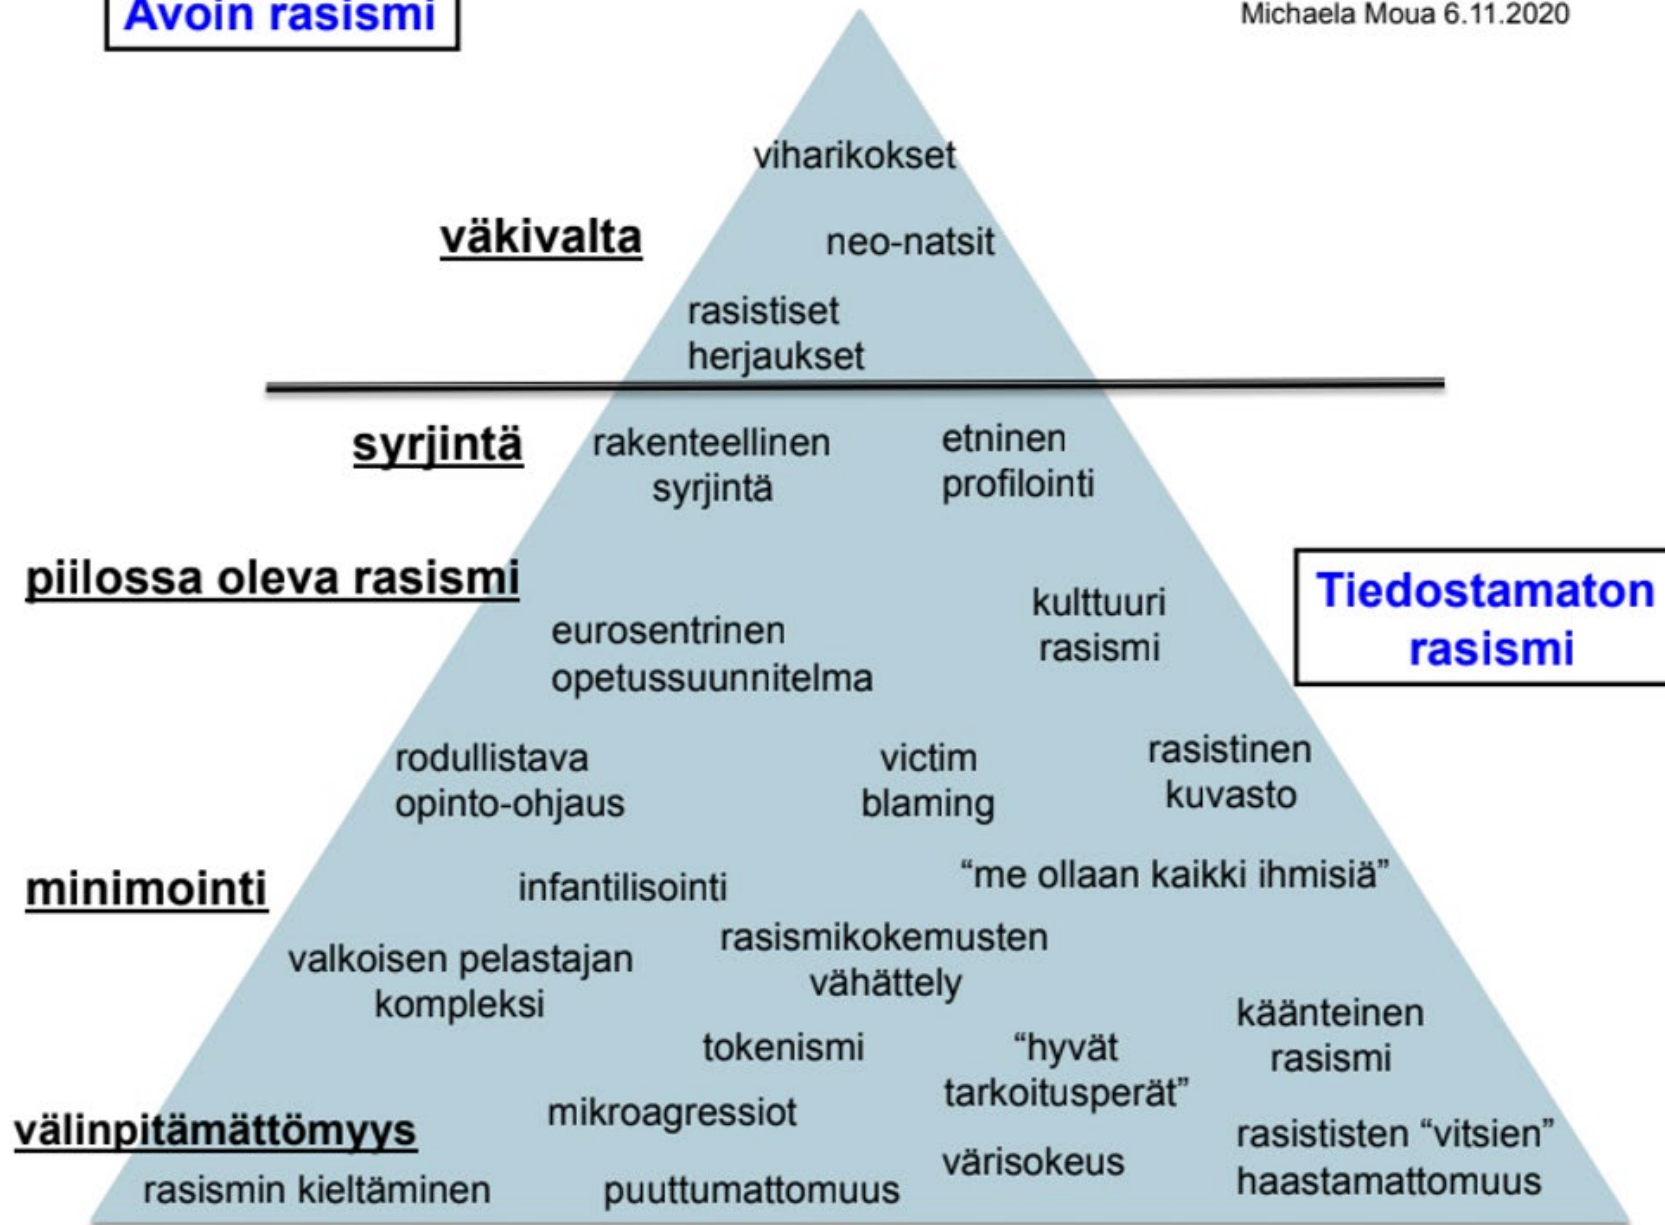 Avoin rasismi
Michaela Moua 6.11.2020
viharikokset
väkivalta
neo-natsit
rasistiset
herjaukset
syrjintä
rakenteellinen
syrjintä
etninen
profilointi
piilossa oleva rasismi
eurosentrinen
opetussuunnitelma
kulttuuri
rasismi
Tiedostamaton
rasismi
rodullistava
opinto-ohjaus
victim
blaming
rasistinen
kuvasto
minimointi
infantilisointi
“me ollaan kaikki ihmisiä”
valkoisen pelastajan
kompleksi
rasismikokemusten
vähättely
tokenismi
“hyvät
tarkoitusperät”
käänteinen
rasismi
välinpitämättömyys
mikroagressiot
rasismin kieltäminen
puuttumattomuus
värisokeus
rasististen “vitsien”
haastamattomuus